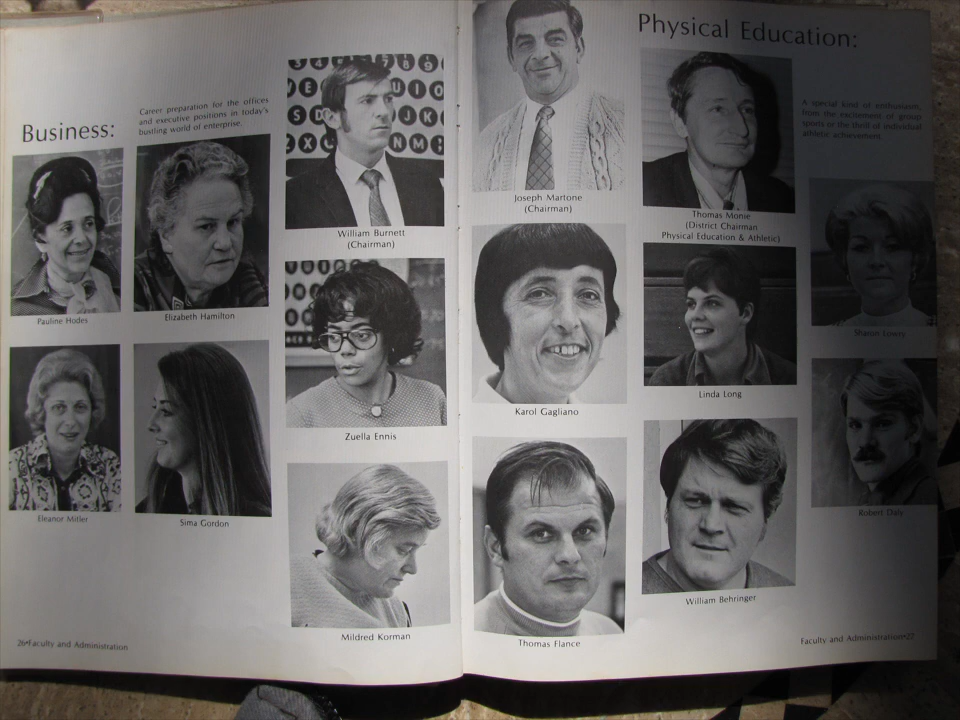 Business:
Career preparation for the offices
and executive positions in today's
bustling world of enterprise.
Pauline Hodes
Elizabeth Hamilton
William Burnett
(Chairman)
Eleanor Mitler
Sima Gordon
Zuella Ennis
Mildred Korman
26•Faculty and Administration
Physical Education:
A special kind of enthusiasm,
from the excitement of group
sports or the thrill of individual
athletic achievement.
Joseph Martone
(Chairman)
Thomas Monie
(District Chairman
Physical Education & Athletic)
Sharon Lowry
Karol Gagliano
Linda Long
Robert Daly
Thomas Flance
William Behringer
Faculty and Administration•27